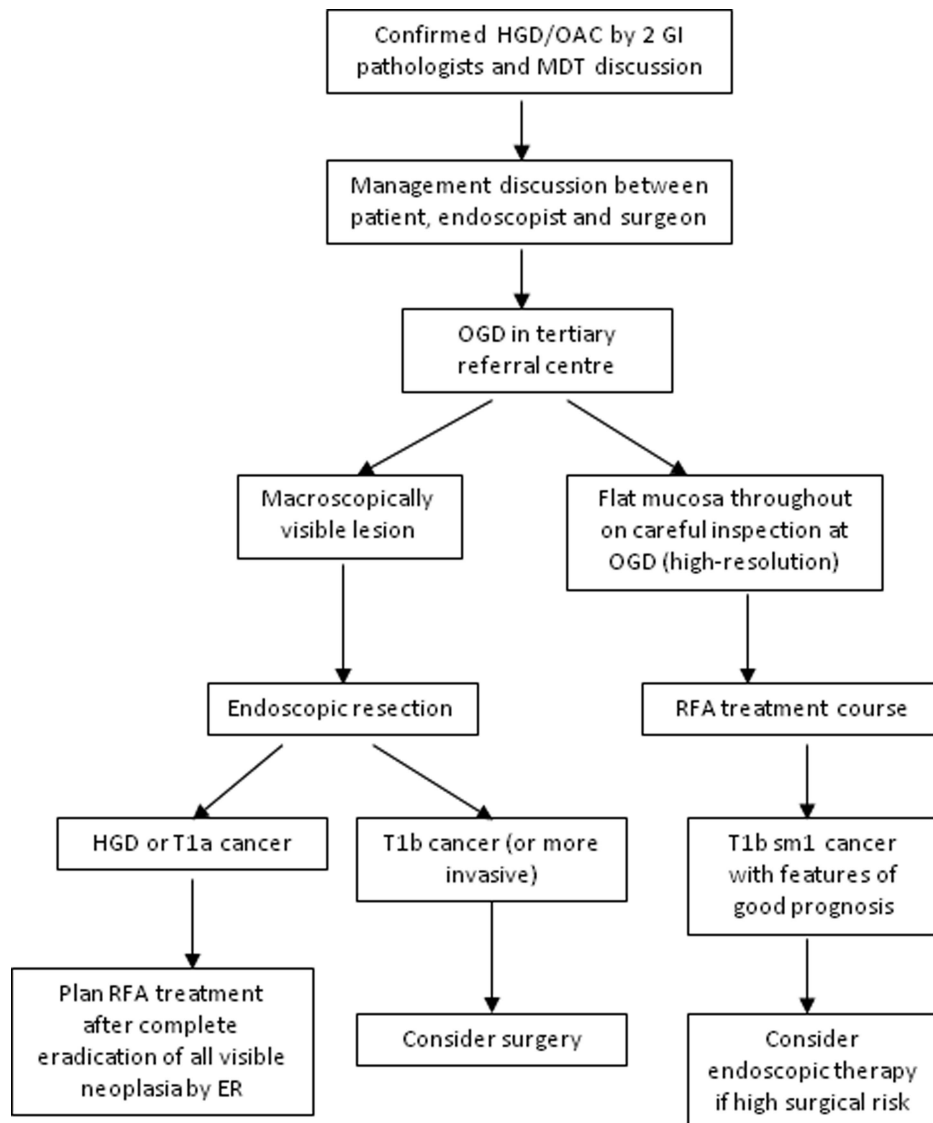 Confirmed HGD/OAC by 2 GI
pathologists and MDT discussion
Management discussion between
patient, endoscopist and surgeon
OGD in tertiary
referral centre
Macroscopically
visible lesion
Flat mucosa throughout
on careful inspection at
OGD (high-resolution)
Endoscopic resection
RFA treatment course
HGD or T1a cancer
T1b cancer (or more
invasive)
T1b sm1 cancer
with features of
good prognosis
Plan RFA treatment
after complete
eradication of all visible
neoplasia by ER
Consider surgery
Consider
endoscopic therapy
if high surgical risk